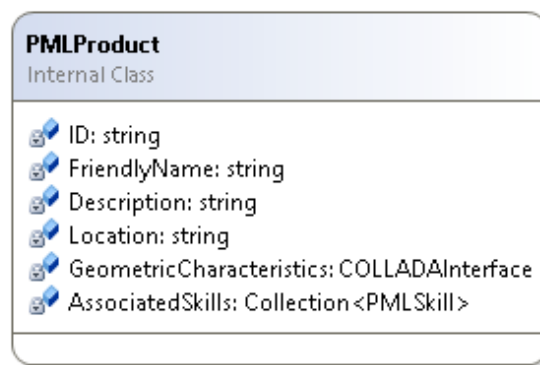 PMLProduct
Internal Class
ID: string
FriendlyName: string
Description: string
Location: string
GeometricCharacteristics: COLLADAInterface
AssociatedSkills: Collection<PMLSkill>